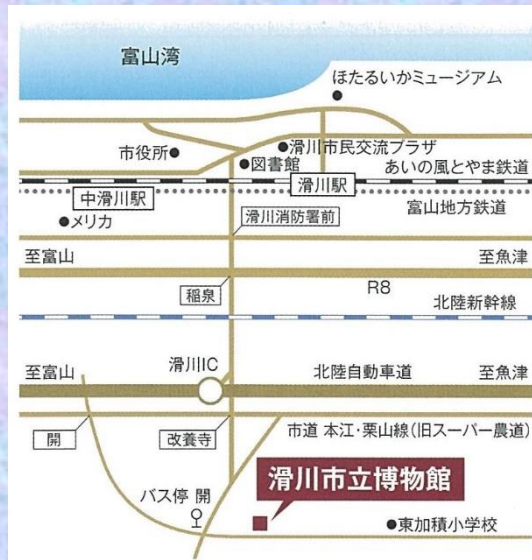 富山湾
ほたるいかミュージアム
市役所
滑川市民交流プラザ
図書館
あいの風とやま鉄道
中滑川駅
滑川駅
メリカ
滑川消防署前
富山地方鉄道
至富山
至魚津
稲泉
R8
北陸新幹線
滑川IC
至富山
北陸自動車道
至魚津
開
改養寺
市道 本江・栗山線(旧スーパー農道)
滑川市立博物館
バス停 開
東加積小学校